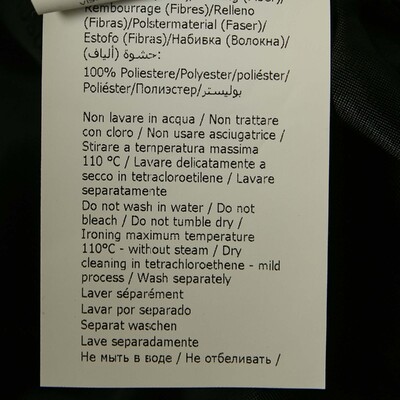 Rembourrage (Fibres)/Relleno
(Fibras)/Polstermaterial (Faser)/
Estofo (Fibras)/Набивка (Волокна)/
حشوة (ألياف):
100% Poliestere/Polyester/poliéster/
Poliéster/Полиэстер/بوليستر
Non lavare in acqua / Non trattare
con cloro / Non usare asciugatrice /
Stirare a temperatura massima
110 ºC / Lavare delicatamente a
secco in tetracloroetilene / Lavare
separatamente
Do not wash in water / Do not
bleach / Do not tumble dry /
Ironing maximum temperature
110ºC - without steam / Dry
cleaning in tetrachloroethene - mild
process / Wash separately
Laver séparément
Lavar por separado
Separat waschen
Lave separadamente
Не мыть в воде / Не отбеливать /